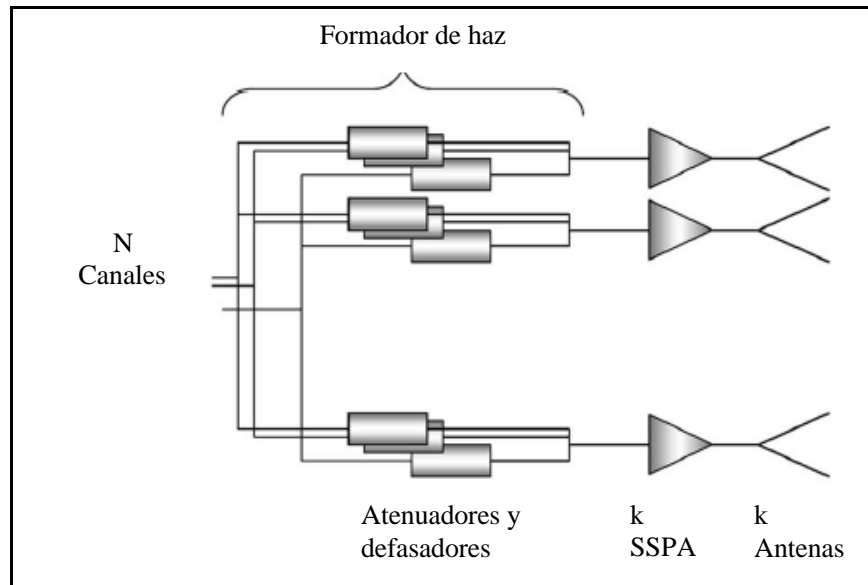 Formador de haz
N
Canales
Atenuadores y
defasadores
k
SSPA
k
Antenas